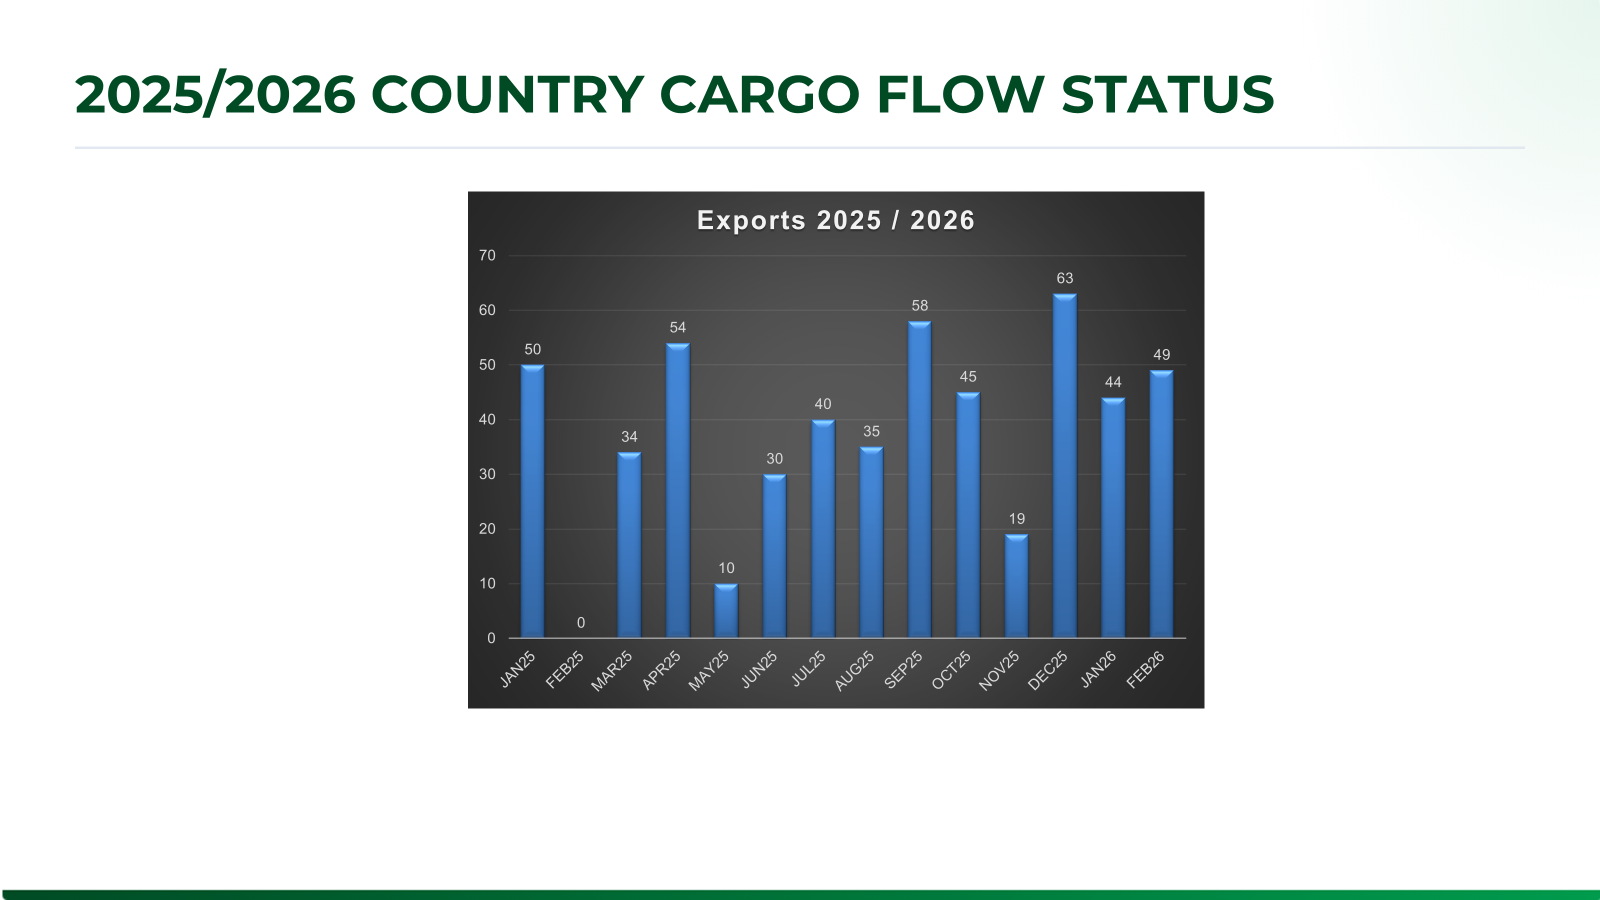 2025/2026 COUNTRY CARGO FLOW STATUS
Exports 2025 / 2026
70
60
50
40
30
20
10
0
50
0
34
54
10
30
40
35
58
45
19
63
44
49
JAN25
FEB25
MAR25
APR25
MAY25
JUN25
JUL25
AUG25
SEP25
OCT25
NOV25
DEC25
JAN26
FEB26